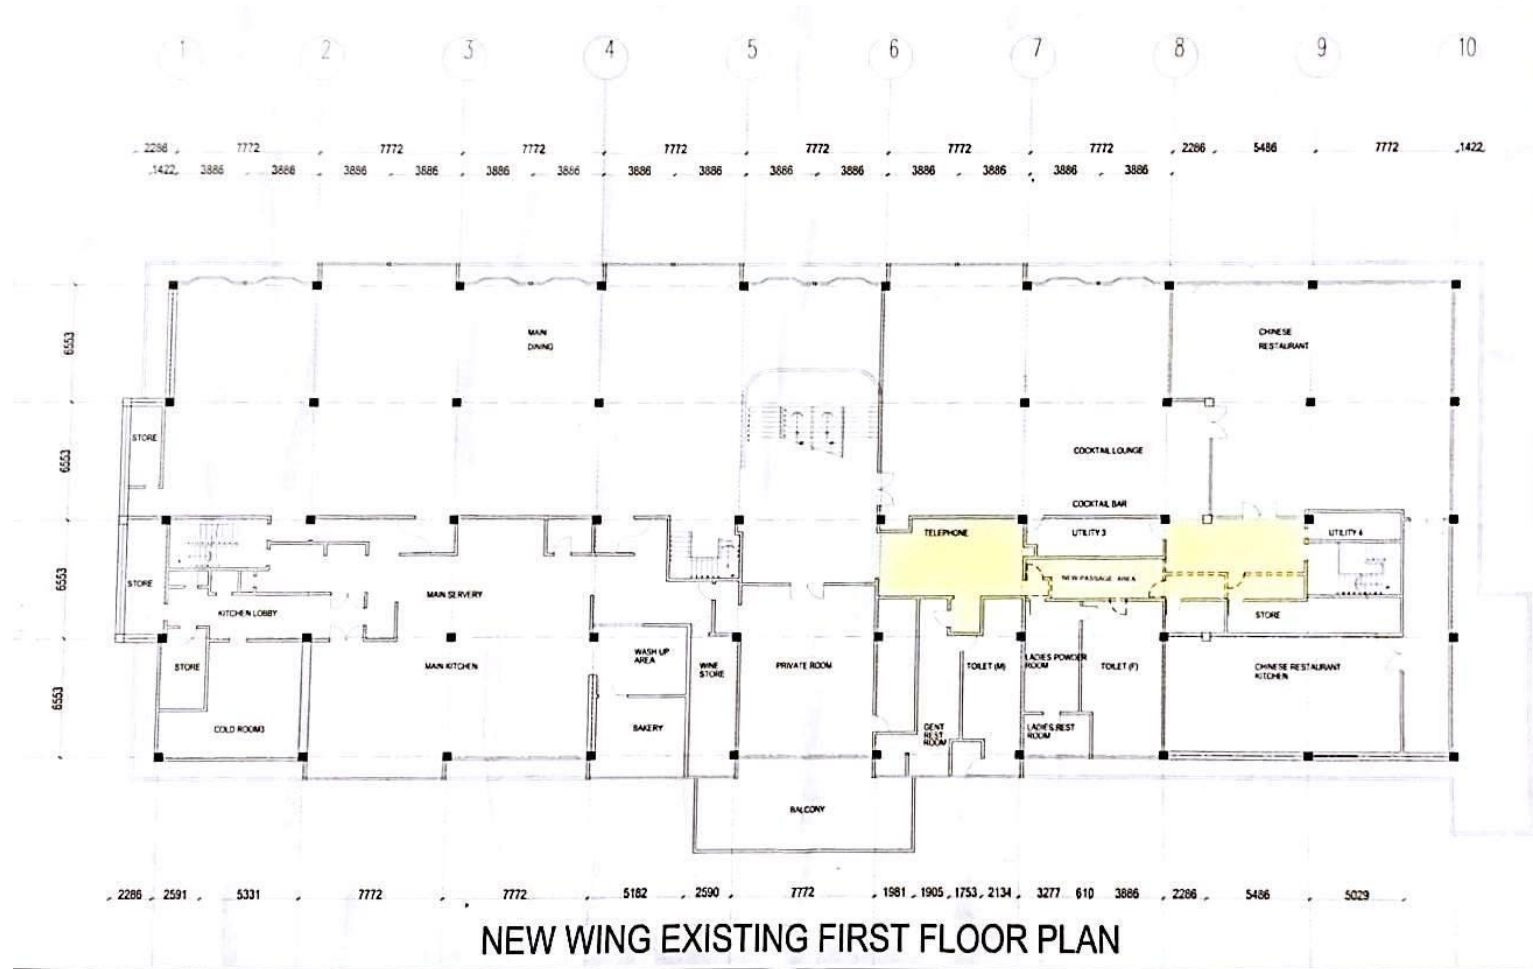 1 2 3 4 5 6 7 8 9 10
2286 7772 7772 7772 7772 7772 7772 7772 2286 5486 7772 1422
1422 3886 3886 3886 3886 3886 3886 3886 3886 3886 3886 3886 3886 3886 3886
6553
6553
6553
6553
MAIN
DINING
CHINESE
RESTAURANT
STORE
COCKTAIL LOUNGE
COCKTAIL BAR
TELEPHONE
UTILITY 3
UTILITY 4
NEW PASSAGE AREA
STORE
MAIN SERVERY
KITCHEN LOBBY
STORE
STORE
MAIN KITCHEN
WASH UP
AREA
WINE
STORE
PRIVATE ROOM
TOILET (M)
LADIES POWDER
ROOM
TOILET (F)
CHINESE RESTAURANT
KITCHEN
COLD ROOM3
BAKERY
GENT
REST
ROOM
LADIES REST
ROOM
BALCONY
2286 2591 5331 7772 7772 5182 2590 7772 1981 1905 1753 2134 3277 610 3886 2286 5486 5029
NEW WING EXISTING FIRST FLOOR PLAN